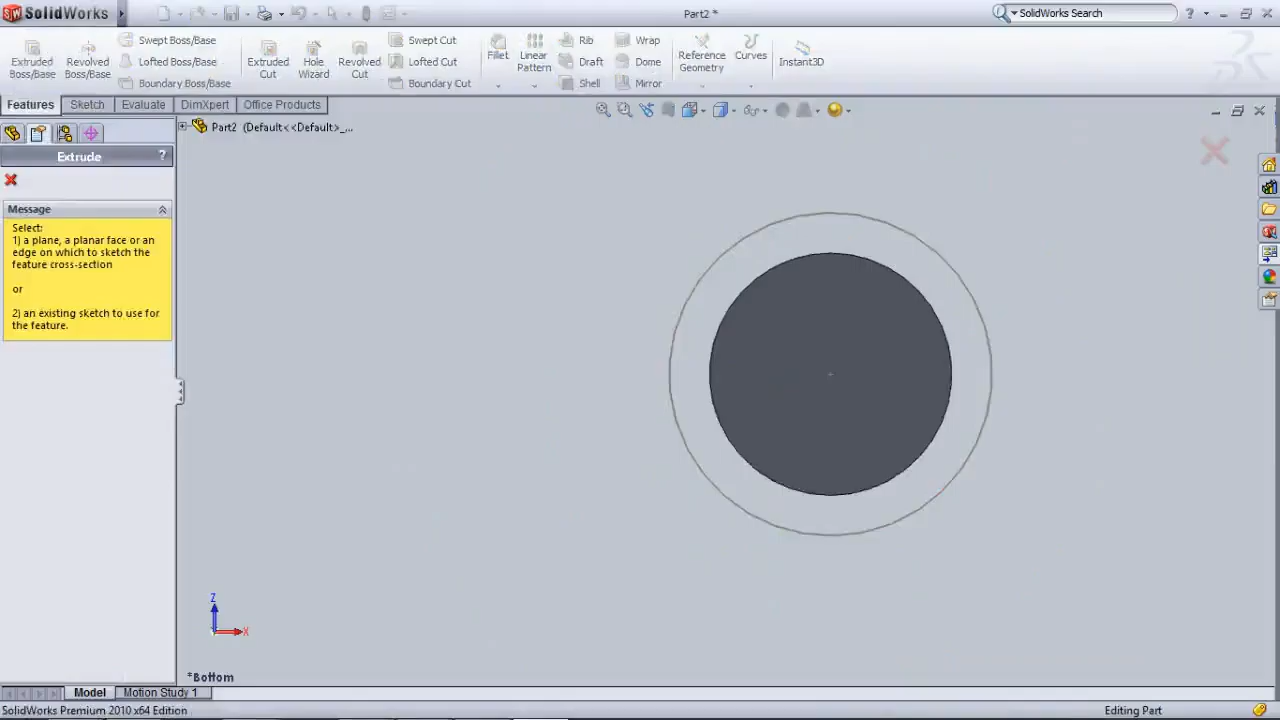 SolidWorks
Part2 *
SolidWorks Search
Extruded Boss/Base
Revolved Boss/Base
Swept Boss/Base
Lofted Boss/Base
Boundary Boss/Base
Extruded Cut
Hole Wizard
Revolved Cut
Swept Cut
Lofted Cut
Boundary Cut
Fillet
Linear Pattern
Rib
Draft
Shell
Wrap
Dome
Mirror
Reference Geometry
Curves
Instant3D
Features
Sketch
Evaluate
DimXpert
Office Products
Part2 (Default<<Default>_...
Extrude
?
Message
Select:
1) a plane, a planar face or an
edge on which to sketch the
feature cross-section
or
2) an existing sketch to use for
the feature.
Z
X
*Bottom
Model
Motion Study 1
SolidWorks Premium 2010 x64 Edition
Editing Part